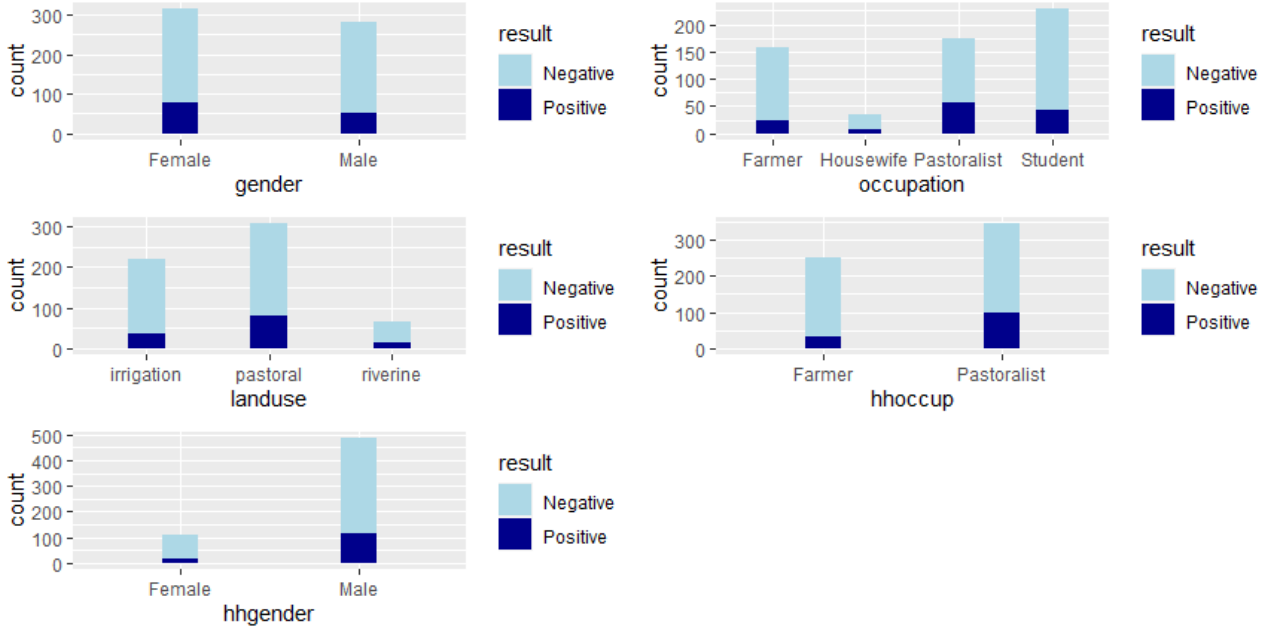 300
200
100
0
count
Female Male
gender
result
Negative
Positive
200
150
100
50
0
count
Farmer Housewife Pastoralist Student
occupation
result
Negative
Positive
300
200
100
0
count
irrigation pastoral riverine
landuse
result
Negative
Positive
300
200
100
0
count
Farmer Pastoralist
hhoccup
result
Negative
Positive
500
400
300
200
100
0
count
Female Male
hhgender
result
Negative
Positive